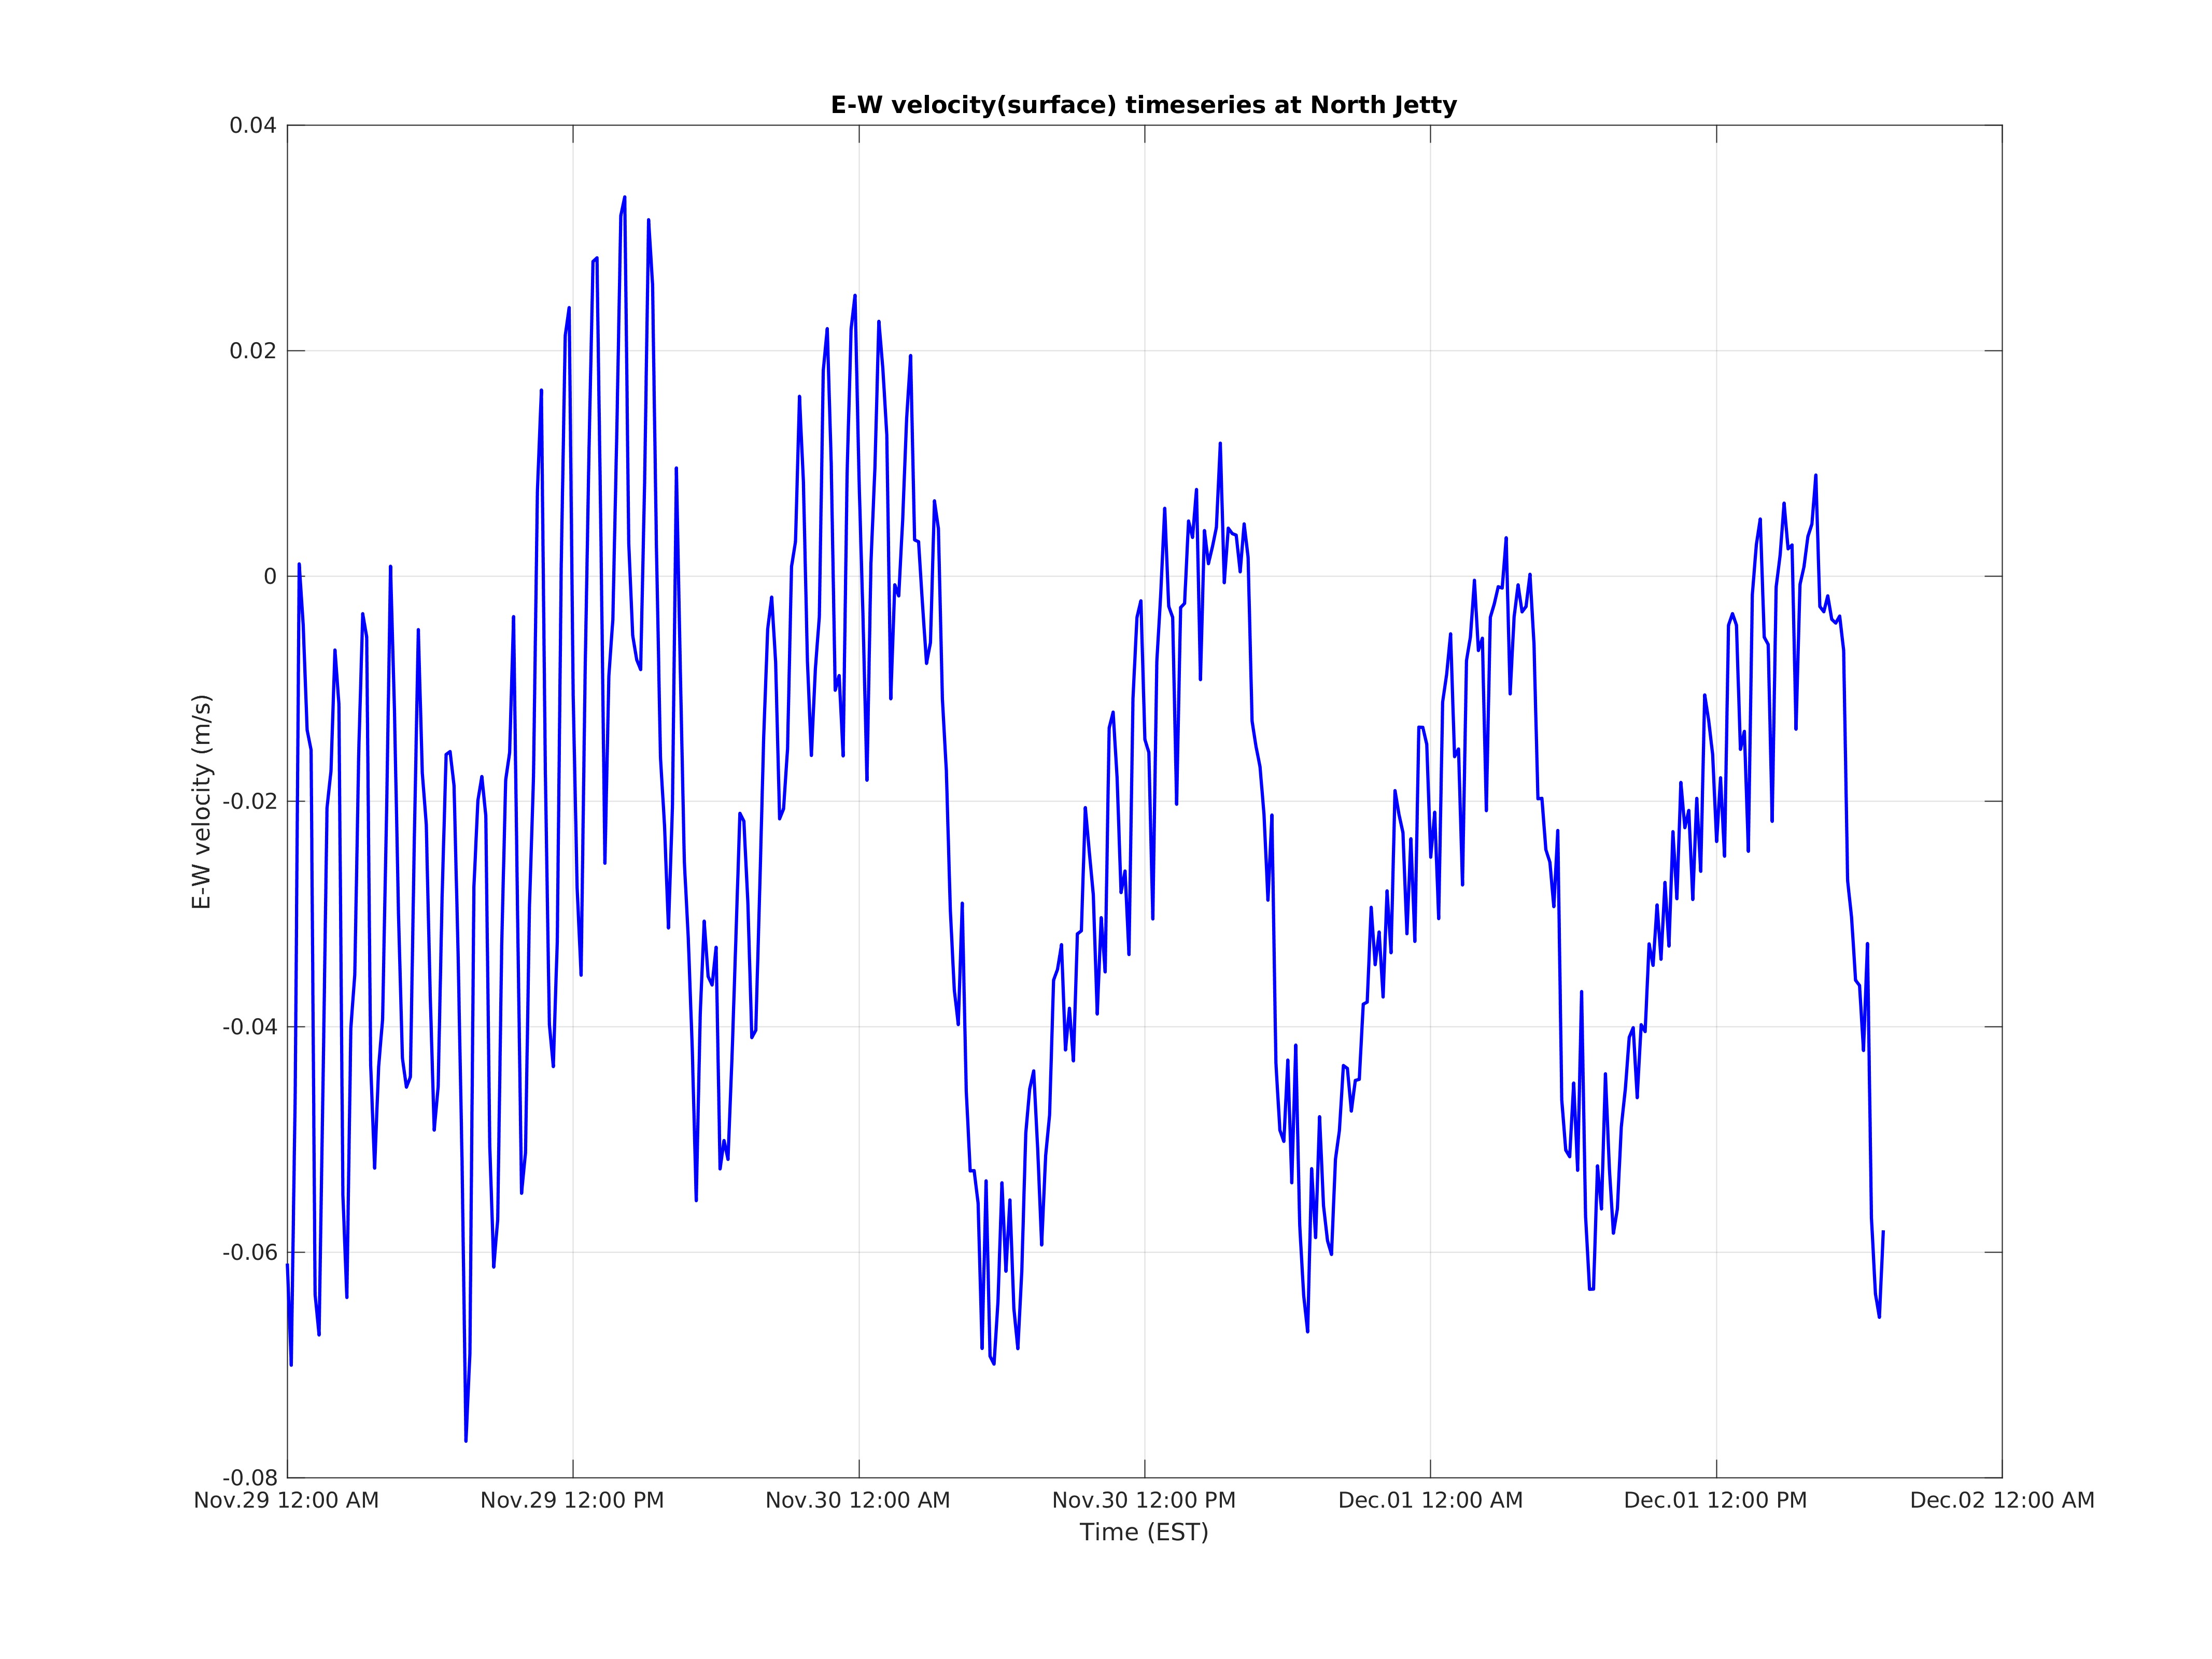 E-W velocity(surface) timeseries at North Jetty
0.04
0.02
0
-0.02
-0.04
-0.06
-0.08
E-W velocity (m/s)
Nov.29 12:00 AM Nov.29 12:00 PM Nov.30 12:00 AM Nov.30 12:00 PM Dec.01 12:00 AM Dec.01 12:00 PM Dec.02 12:00 AM
Time (EST)